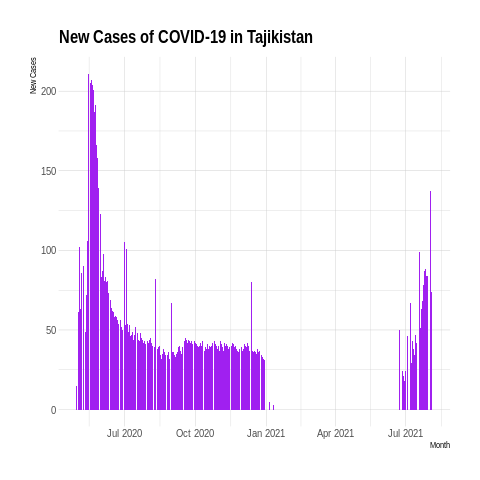 New Cases of COVID-19 in Tajikistan
New Cases
200
150
100
50
0
Jul 2020 Oct 2020 Jan 2021 Apr 2021 Jul 2021
Month